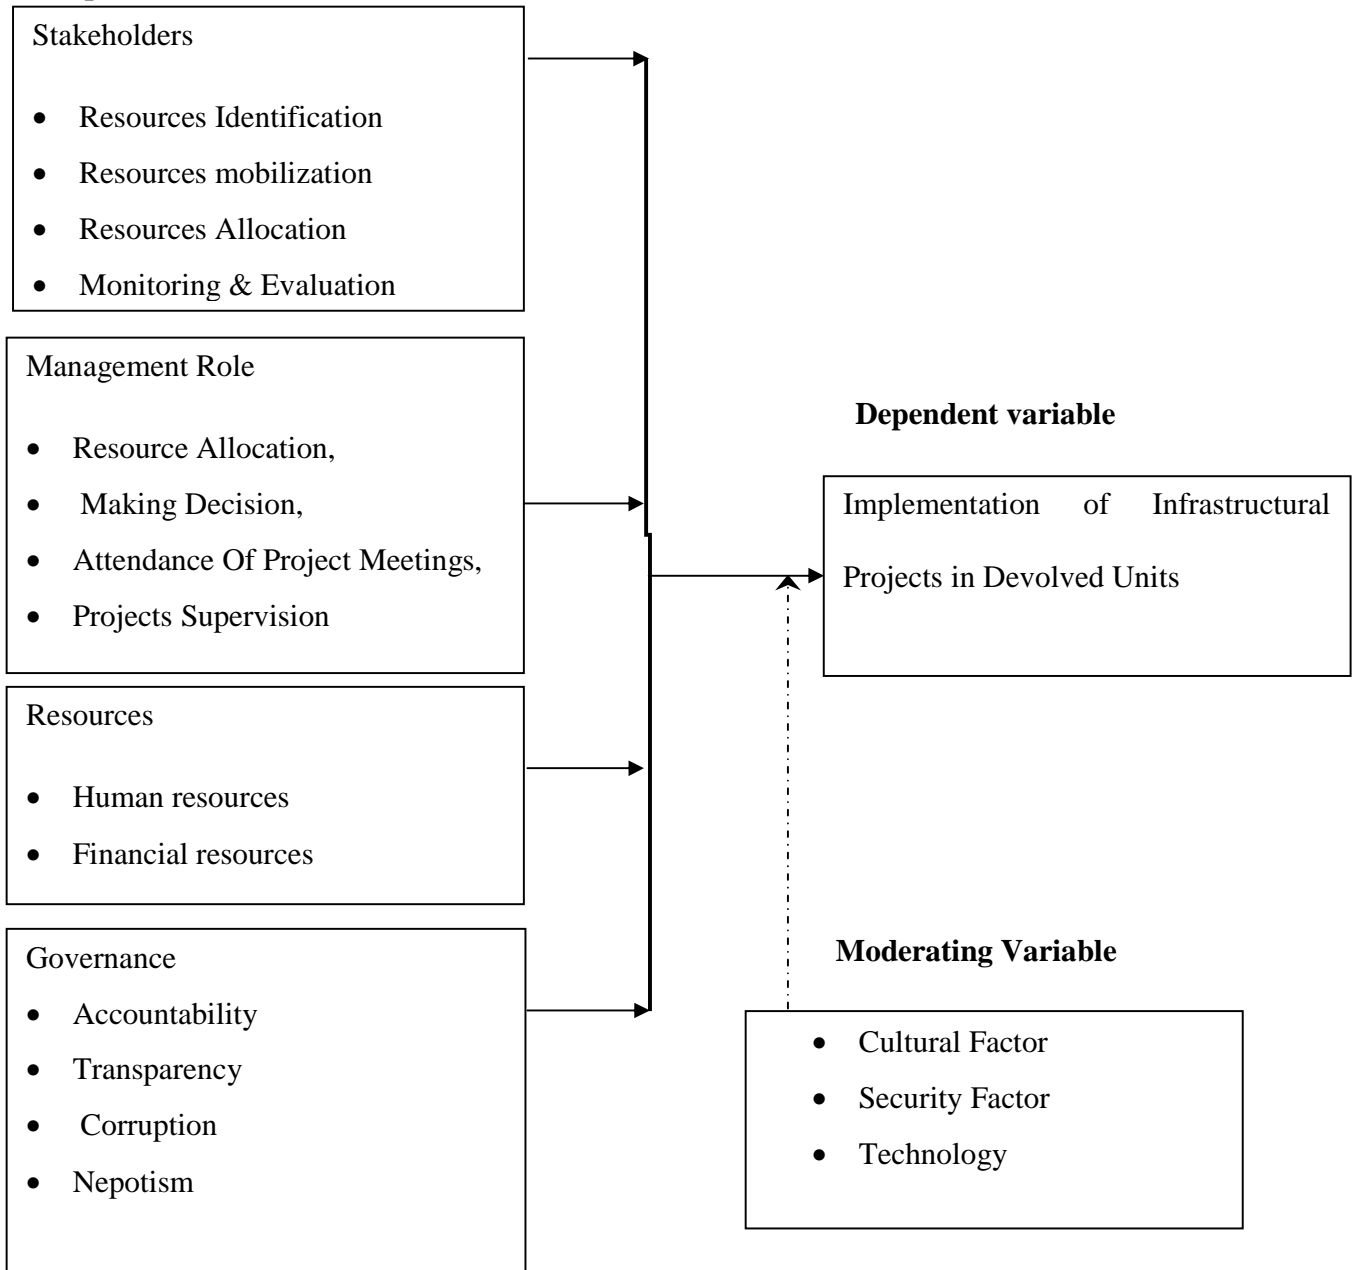 Stakeholders
• Resources Identification
• Resources mobilization
• Resources Allocation
• Monitoring & Evaluation
Management Role
• Resource Allocation,
• Making Decision,
• Attendance Of Project Meetings,
• Projects Supervision
Resources
• Human resources
• Financial resources
Governance
• Accountability
• Transparency
• Corruption
• Nepotism
Dependent variable
Implementation of Infrastructural
Projects in Devolved Units
Moderating Variable
• Cultural Factor
• Security Factor
• Technology